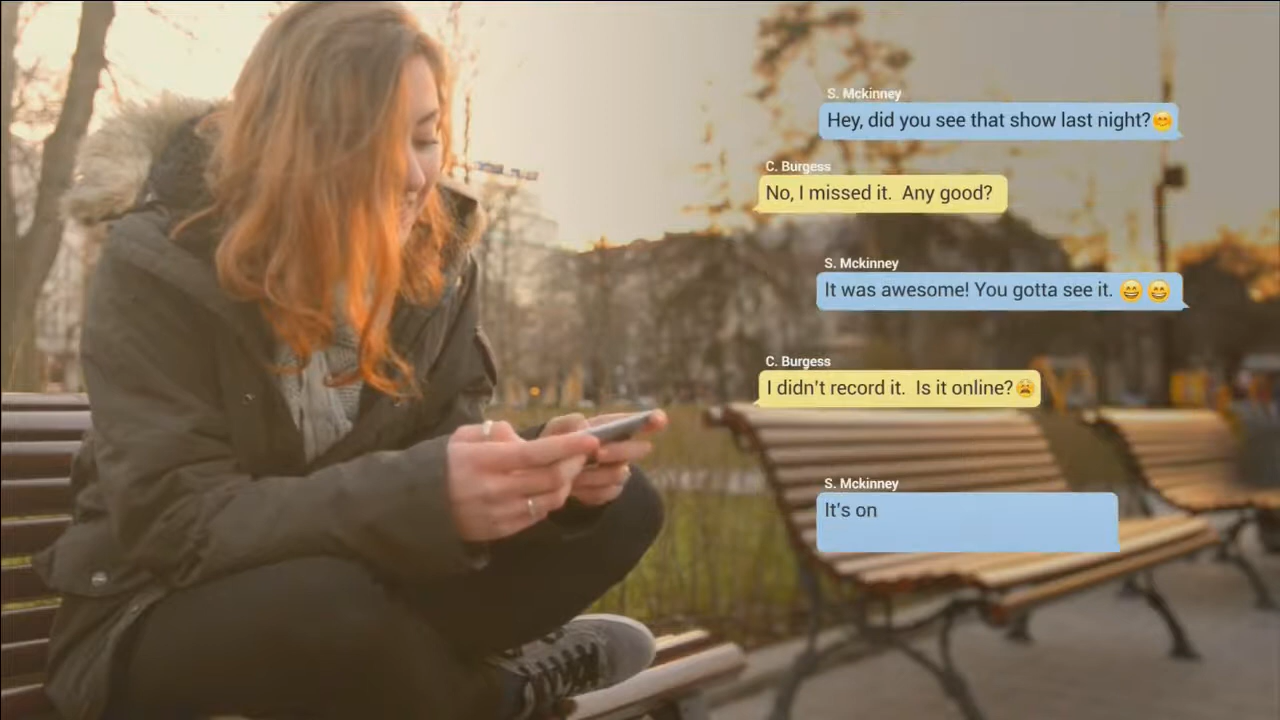 S. Mckinney
Hey, did you see that show last night?😊
C. Burgess
No, I missed it. Any good?
S. Mckinney
It was awesome! You gotta see it. 😄 😄
C. Burgess
I didn't record it. Is it online?😩
S. Mckinney
It's on